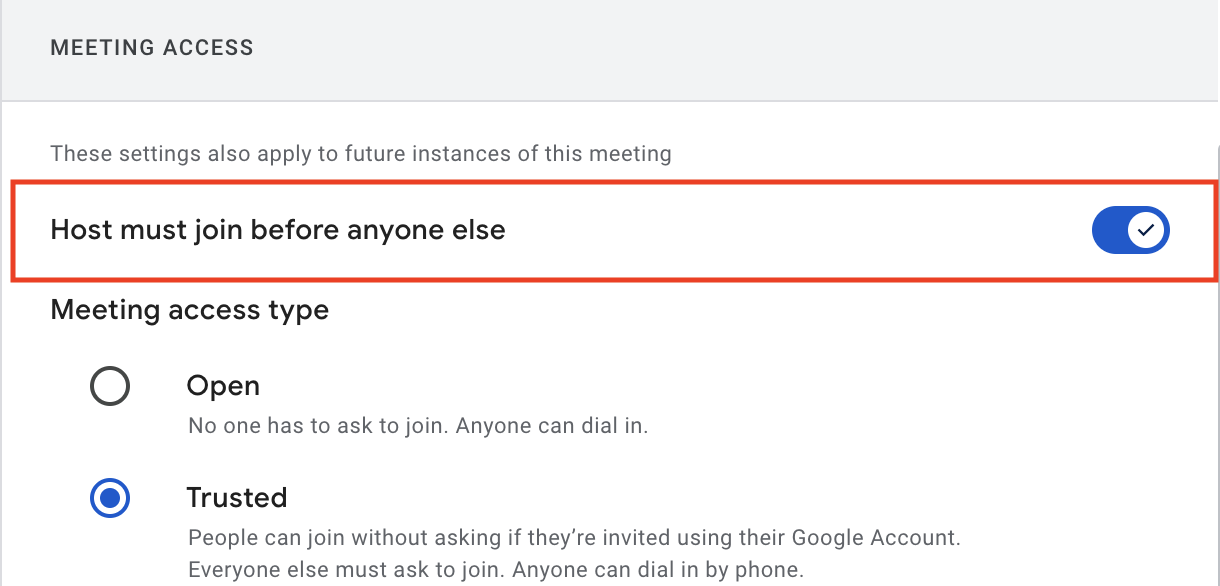 MEETING ACCESS
These settings also apply to future instances of this meeting
Host must join before anyone else
Meeting access type
Open
No one has to ask to join. Anyone can dial in.
Trusted
People can join without asking if they’re invited using their Google Account.
Everyone else must ask to join. Anyone can dial in by phone.